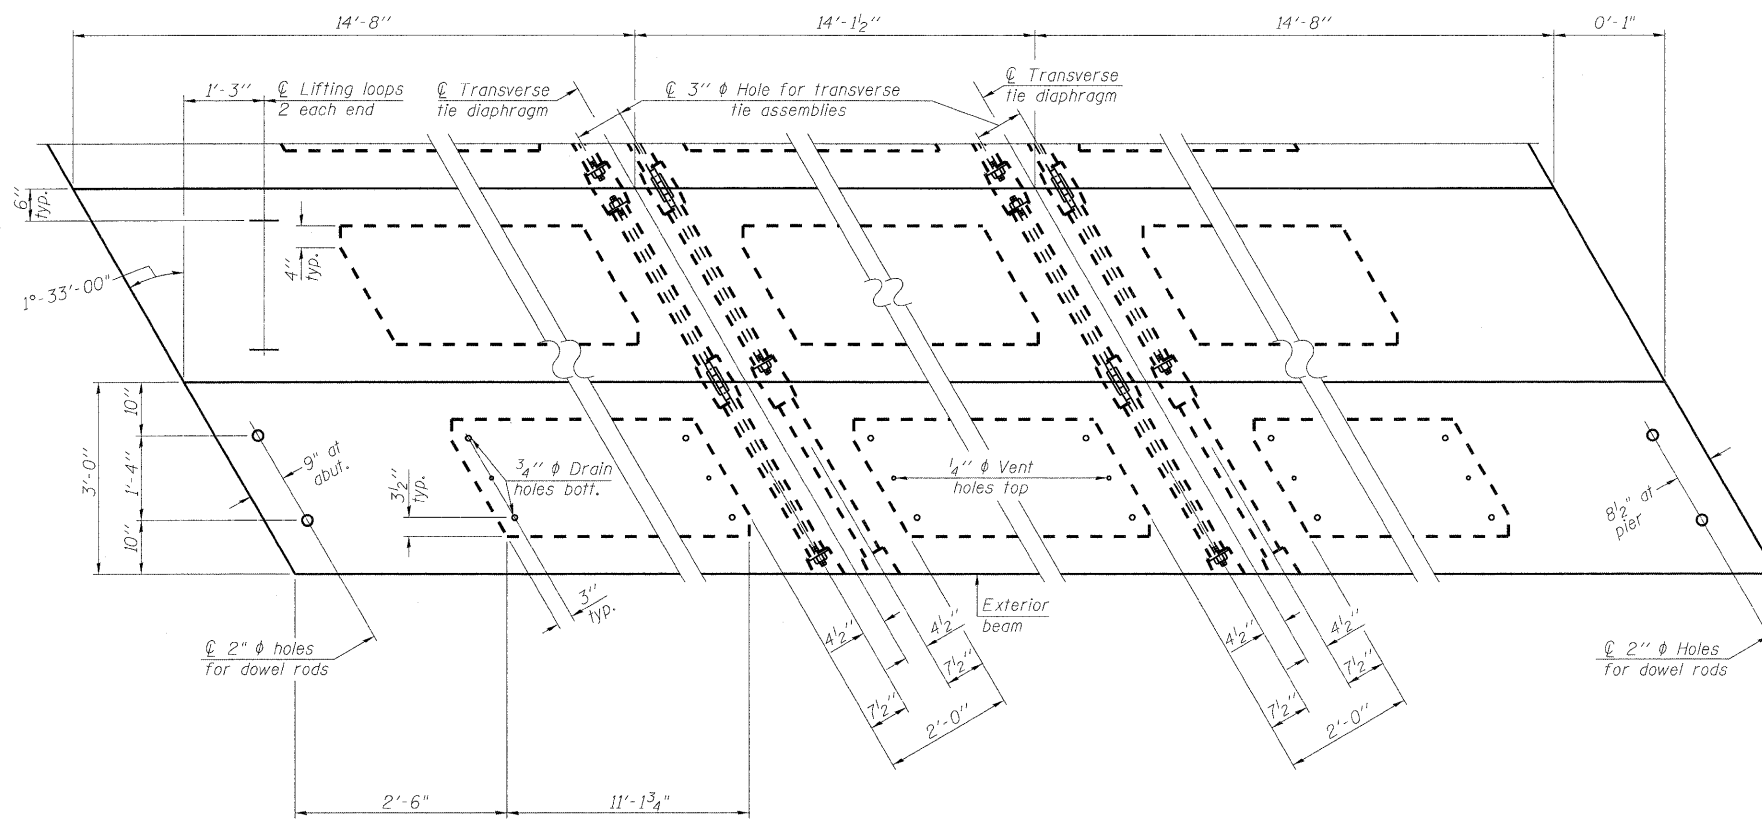 14'-8"
14'-1½"
14'-8"
0'-1"
1'-3"
℄ Lifting loops
2 each end
℄ Transverse
tie diaphragm
℄ 3" ϕ Hole for transverse
tie assemblies
℄ Transverse
tie diaphragm
6"
typ.
4"
typ.
1°-33'-00"
3'-0"
10"
1'-4"
10"
9" at
abut.
3½"
typ.
¾" ϕ Drain
holes bott.
¼" ϕ Vent
holes top
8½" at
pier
3"
typ.
Exterior
beam
℄ 2" ϕ holes
for dowel rods
4½"
4½"
7½"
7½"
2'-0"
4½"
4½"
7½"
7½"
2'-0"
℄ 2" ϕ Holes
for dowel rods
2'-6"
11'-1¾"